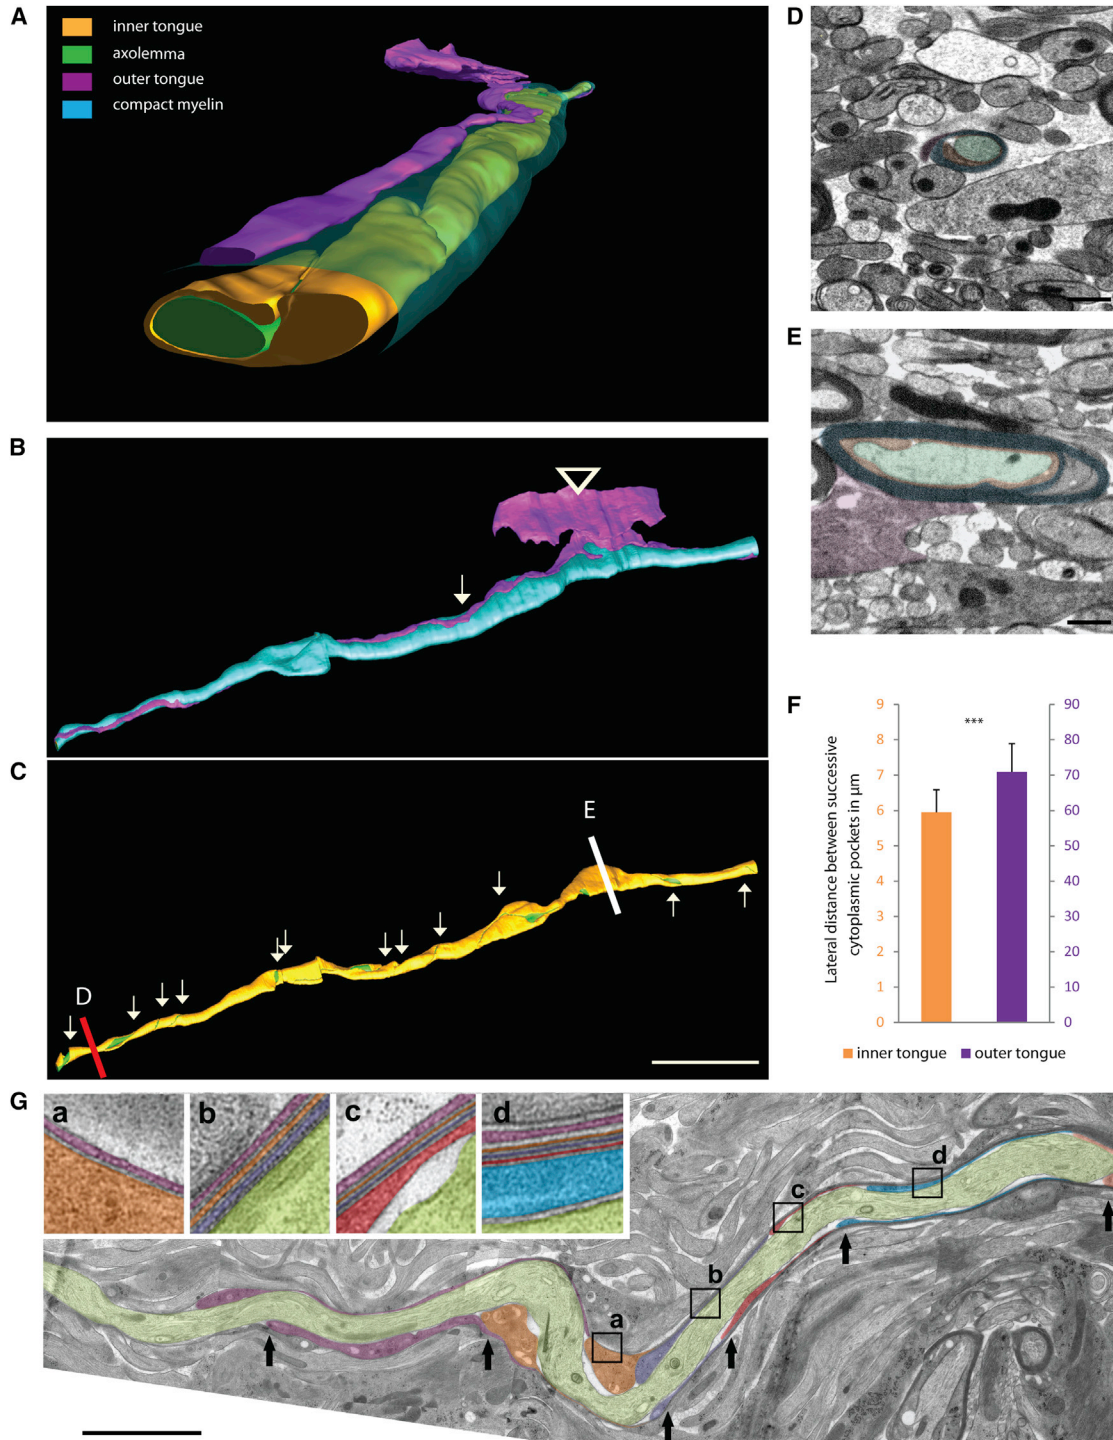 A
inner tongue
axolemma
outer tongue
compact myelin
B
C
D
E
D
E
F
Lateral distance between successive
cytoplasmic pockets in µm
9
8
7
6
5
4
3
2
1
0
***
90
80
70
60
50
40
30
20
10
0
inner tongue
outer tongue
G
a
b
c
d
a
b
c
d